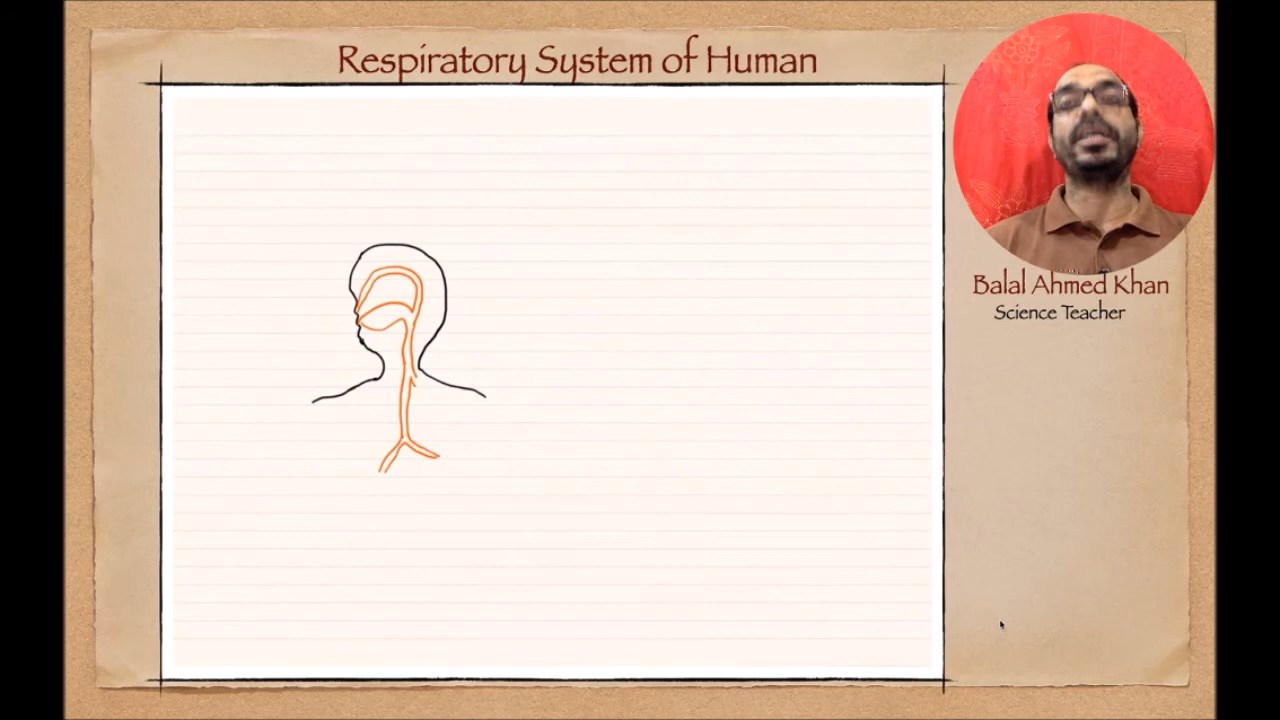 Respiratory System of Human
Balal Ahmed Khan
Science Teacher